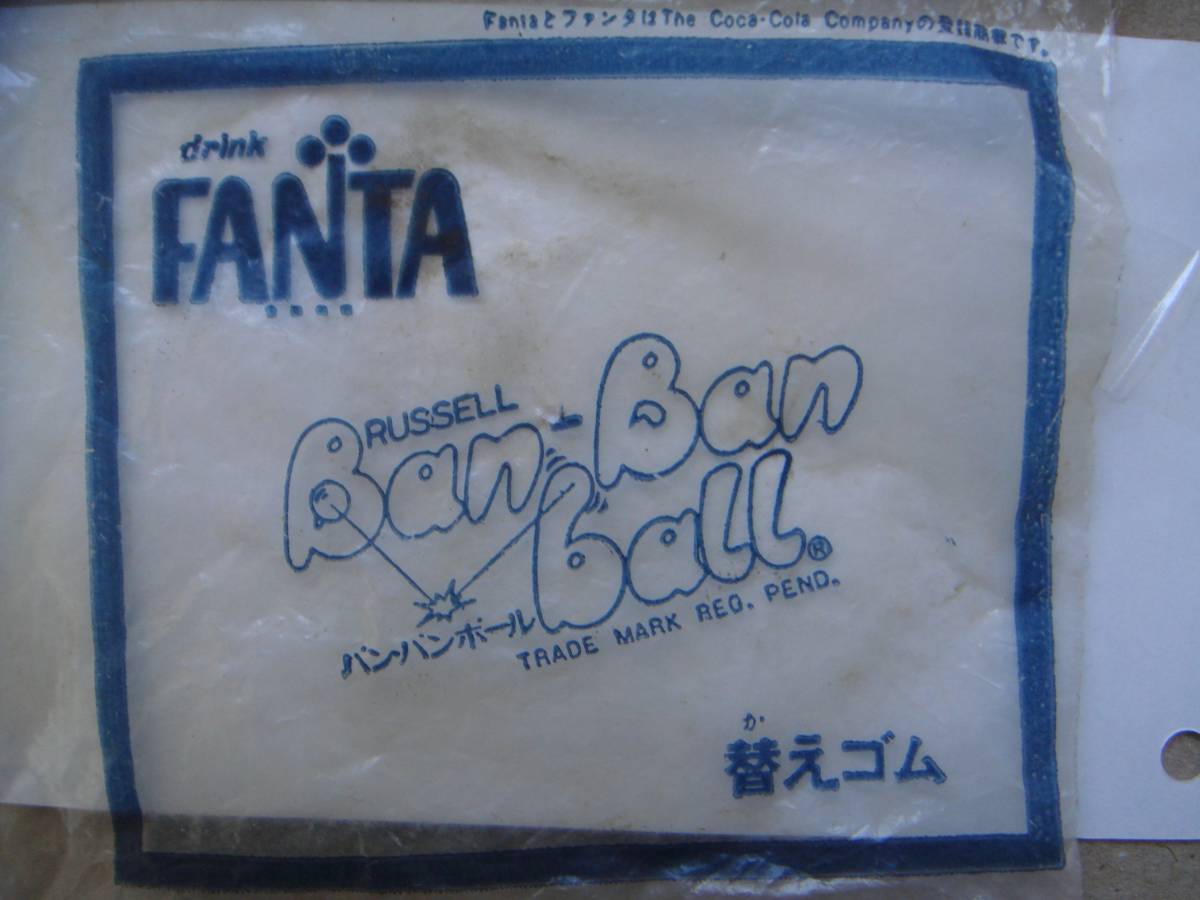 FantaとファンタはThe Coca-Cola Companyの登録商標です。
drink
FANTA
RUSSELL
Ban-Ban
Ball®
バン・バンボール
TRADE MARK REG. PEND.
か
替えゴム